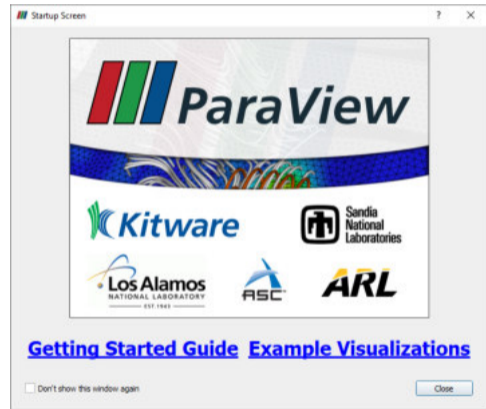 Startup Screen
ParaView
Kitware
Sandia
National
Laboratories
Los Alamos
NATIONAL LABORATORY
EST. 1943
ASC
ARL
Getting Started Guide Example Visualizations
Don't show this window again
Close